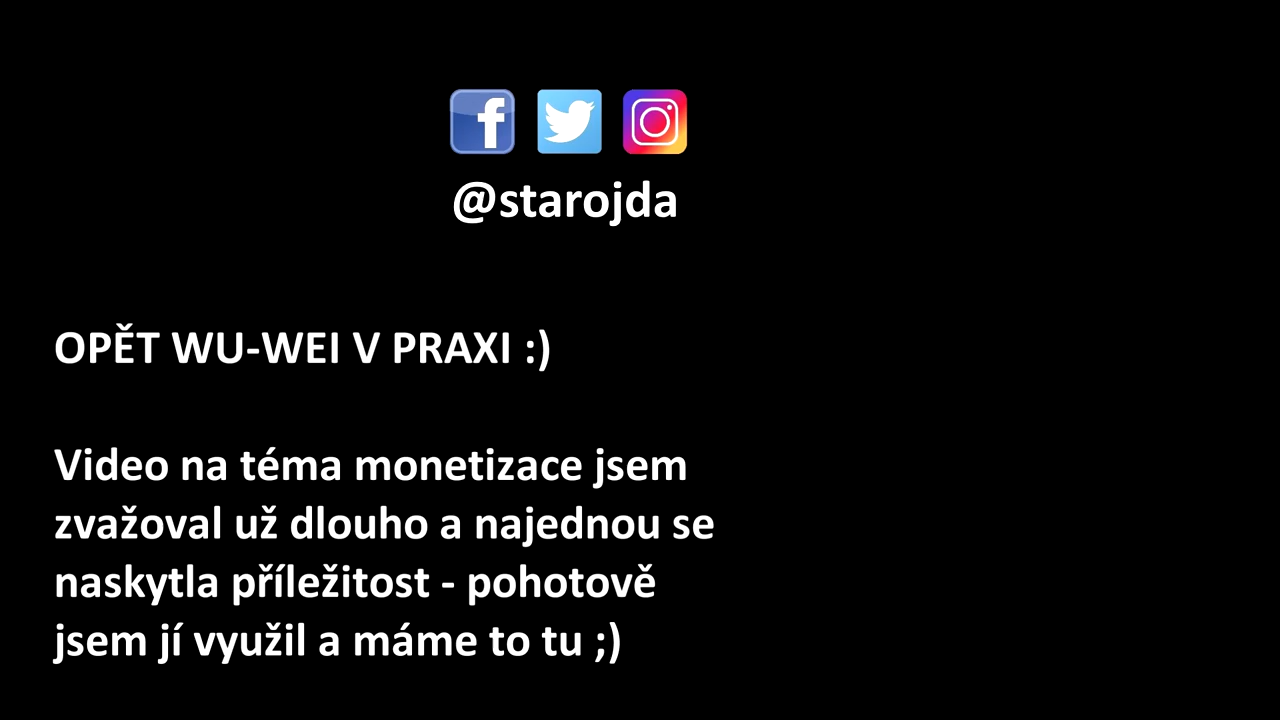 @starojda
OPĚT WU-WEI V PRAXI :)
Video na téma monetizace jsem
zvažoval už dlouho a najednou se
naskytla příležitost - pohotově
jsem jí využil a máme to tu ;)